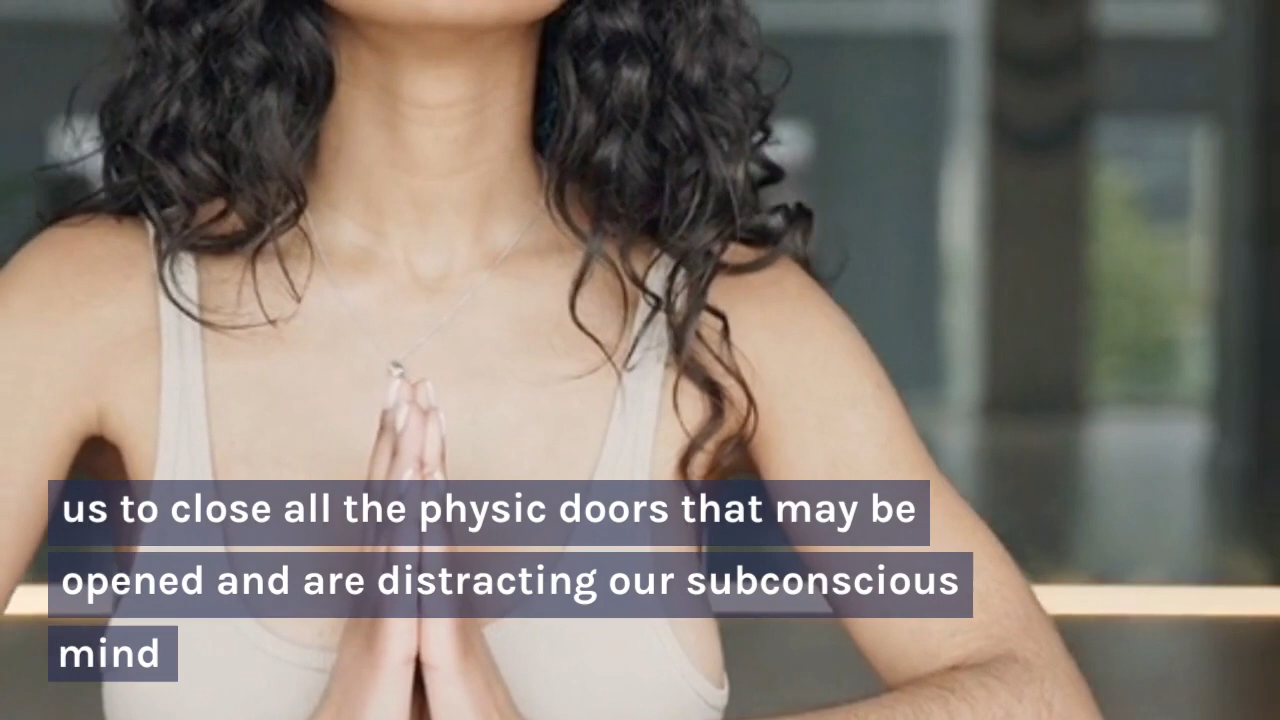 us to close all the physic doors that may be
opened and are distracting our subconscious
mind